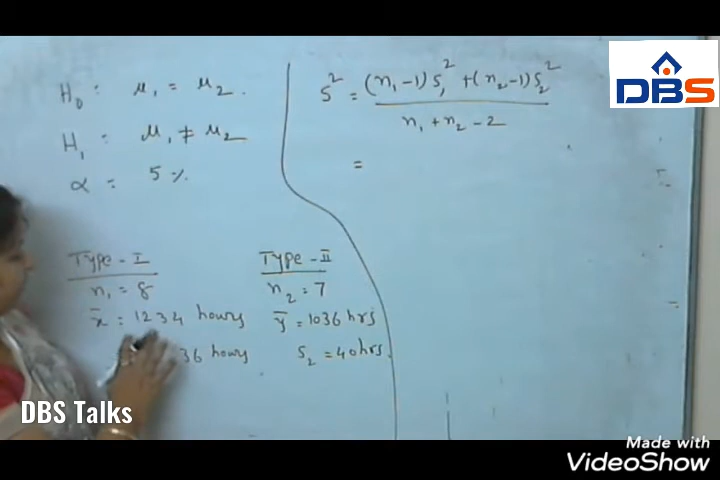 H₀ : μ₁ = μ₂.
H₁ : μ₁ ≠ μ₂
α = 5 %
Type - I
n₁ = 8
x̄ = 1234 hours
36 hours
Type - II
n₂ = 7
ȳ = 1036 hrs
S₂ = 40 hrs.
S² = (n₁-1)S₁² + (n₂-1)S₂²
n₁ + n₂ - 2
=
DBS
DBS Talks
Made with
VideoShow